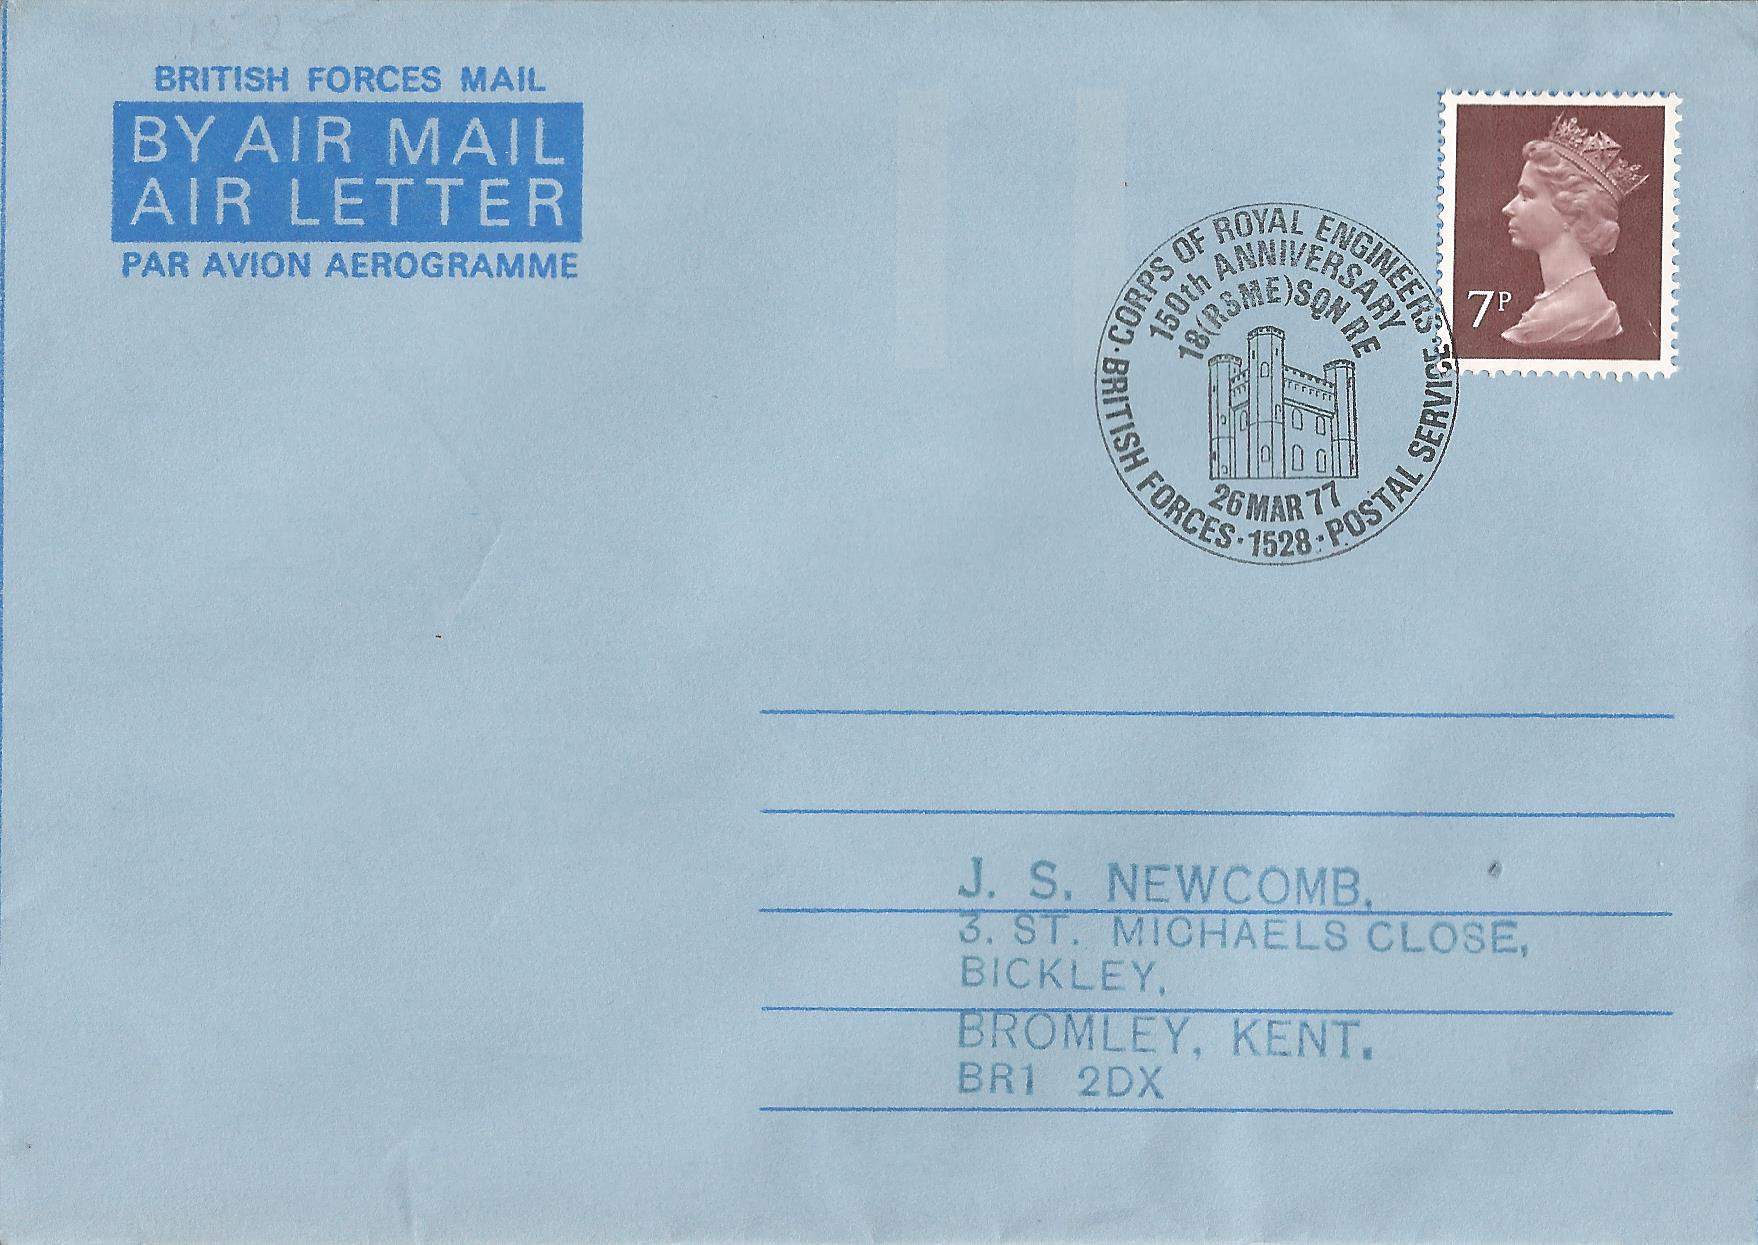 BRITISH FORCES MAIL
BY AIR MAIL
AIR LETTER
PAR AVION AEROGRAMME
7P
CORPS OF ROYAL ENGINEERS
150th ANNIVERSARY
18(RSME)SQN RE
26 MAR 77
BRITISH FORCES · 1528 · POSTAL SERVICE
J. S. NEWCOMB.
3. ST. MICHAELS CLOSE,
BICKLEY,
BROMLEY, KENT.
BR1 2DX